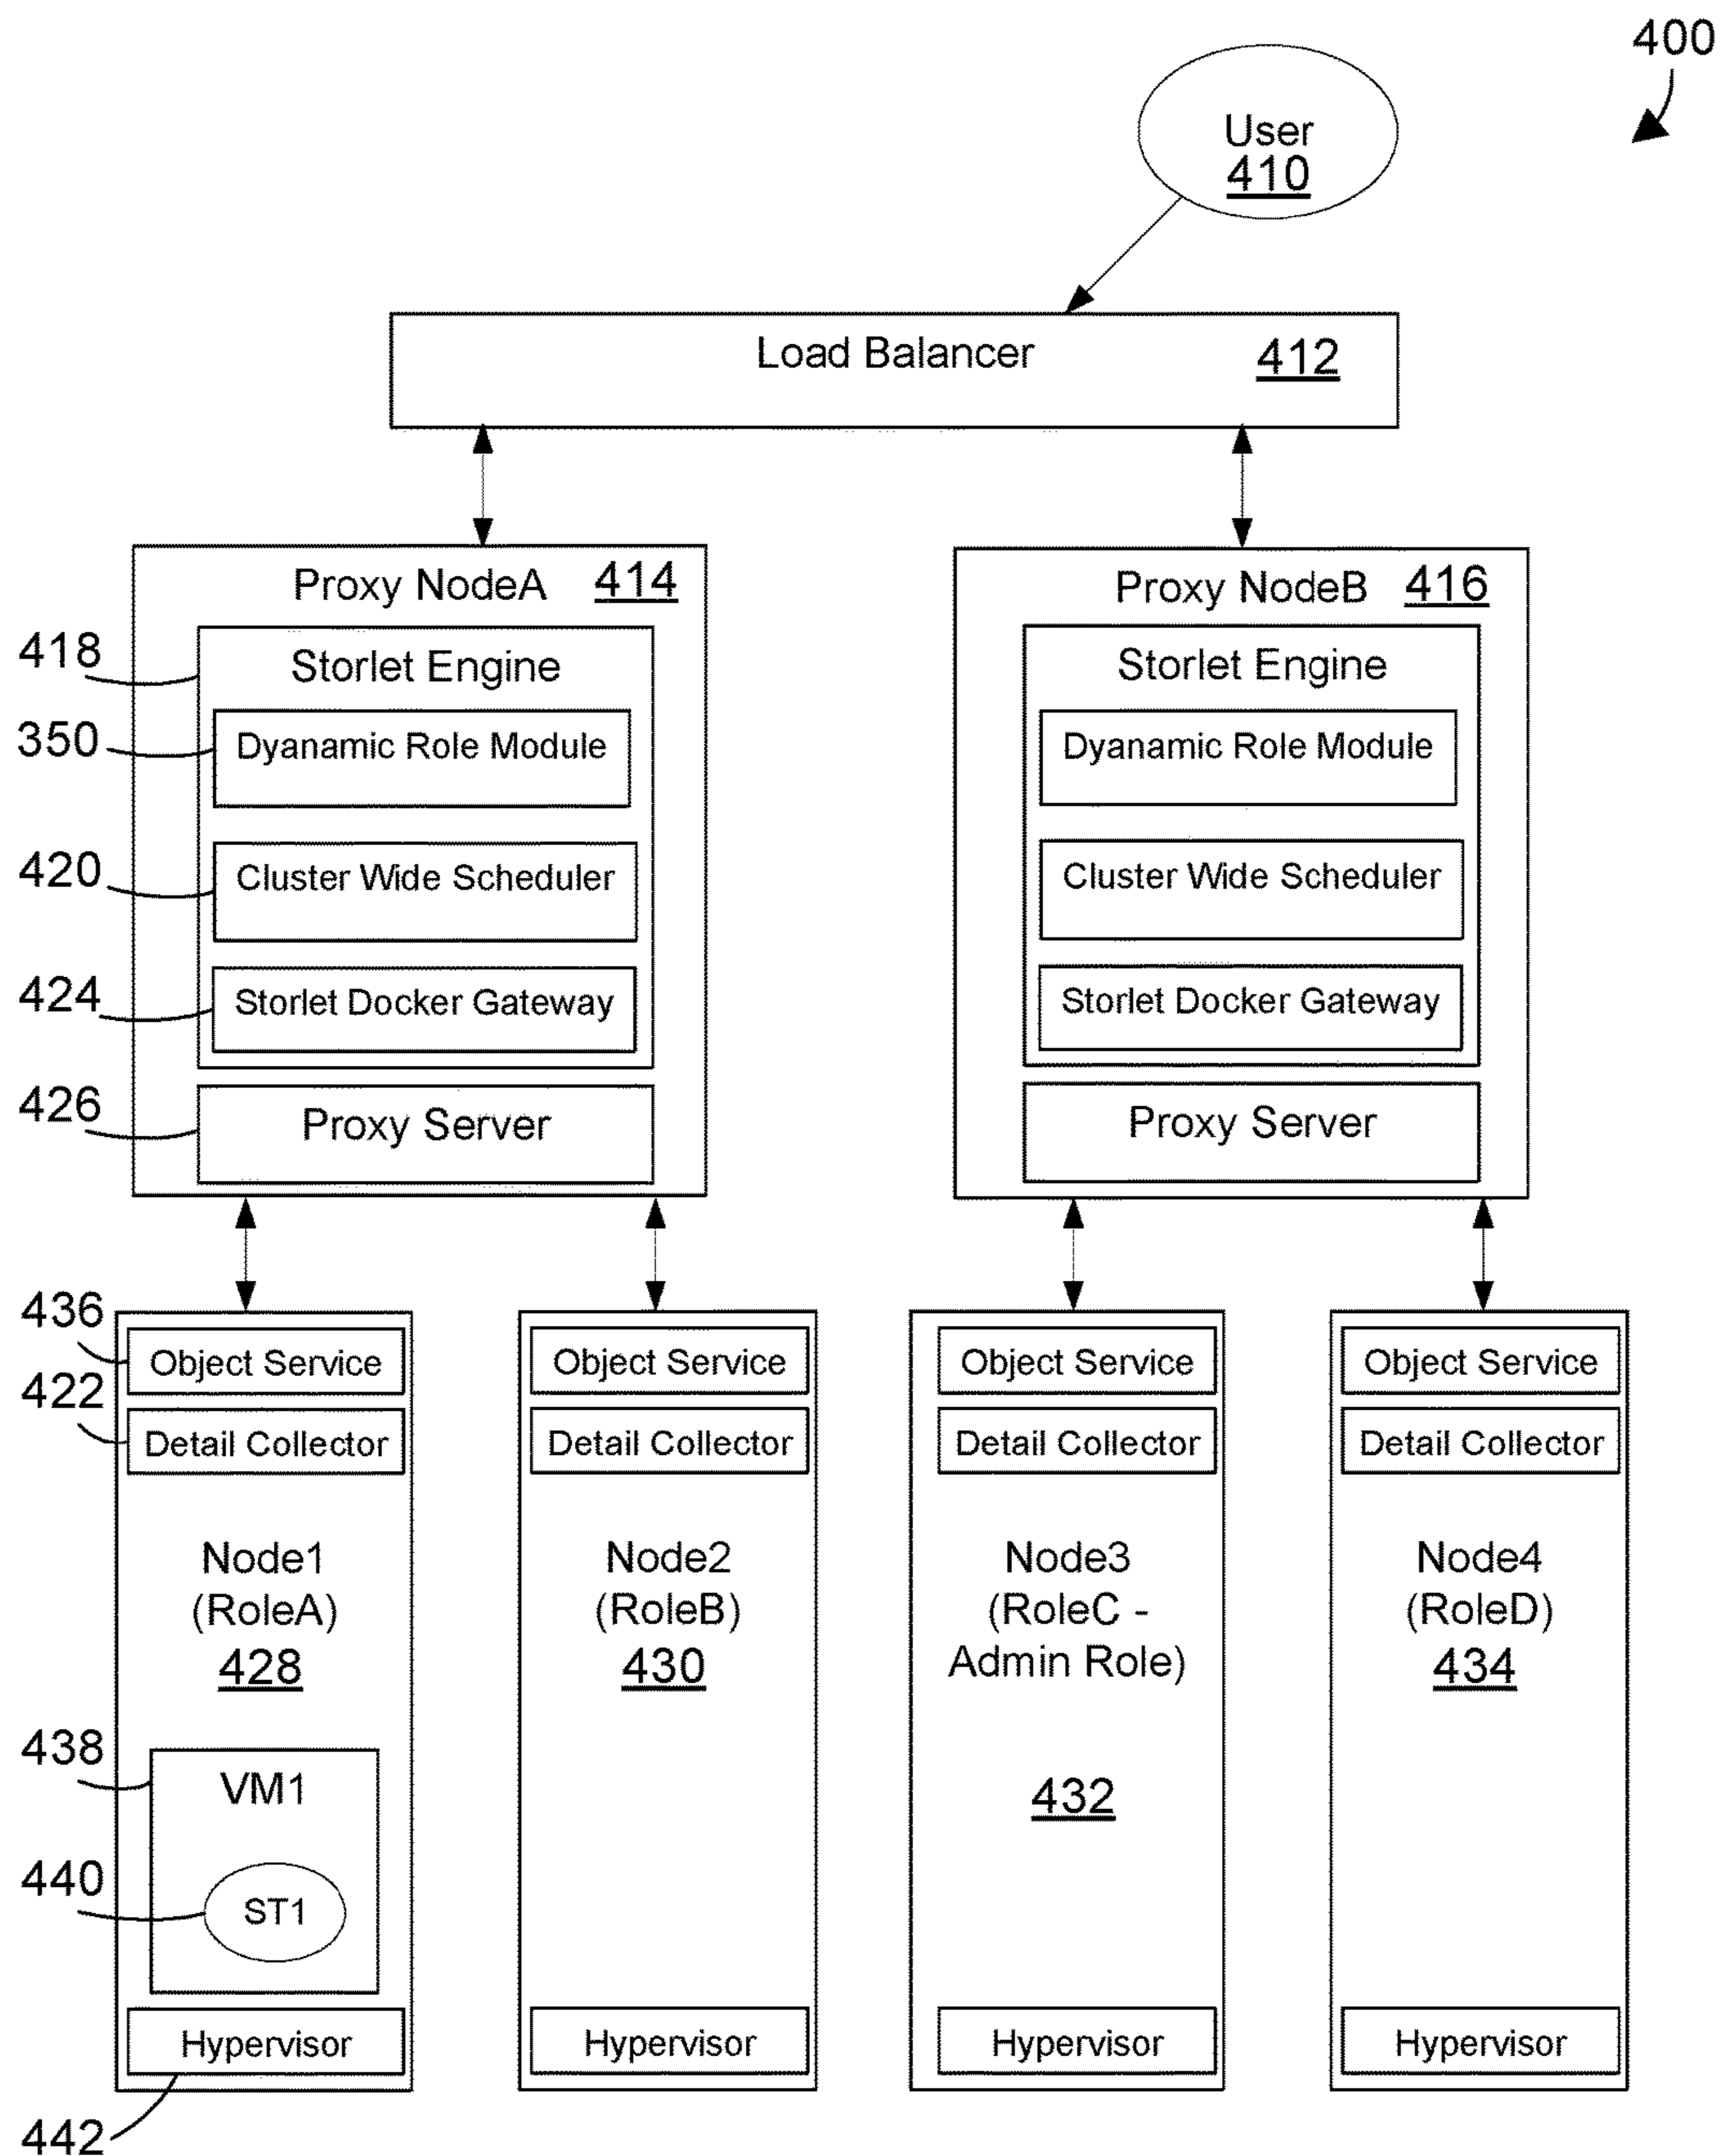 400
User
410
Load Balancer
412
Proxy NodeA
414
418
Storlet Engine
350
Dyanamic Role Module
420
Cluster Wide Scheduler
424
Storlet Docker Gateway
426
Proxy Server
Proxy NodeB
416
Storlet Engine
Dyanamic Role Module
Cluster Wide Scheduler
Storlet Docker Gateway
Proxy Server
436
Object Service
422
Detail Collector
Node1
(RoleA)
428
438
VM1
440
ST1
Hypervisor
442
Object Service
Detail Collector
Node2
(RoleB)
430
Hypervisor
Object Service
Detail Collector
Node3
(RoleC -
Admin Role)
432
Hypervisor
Object Service
Detail Collector
Node4
(RoleD)
434
Hypervisor